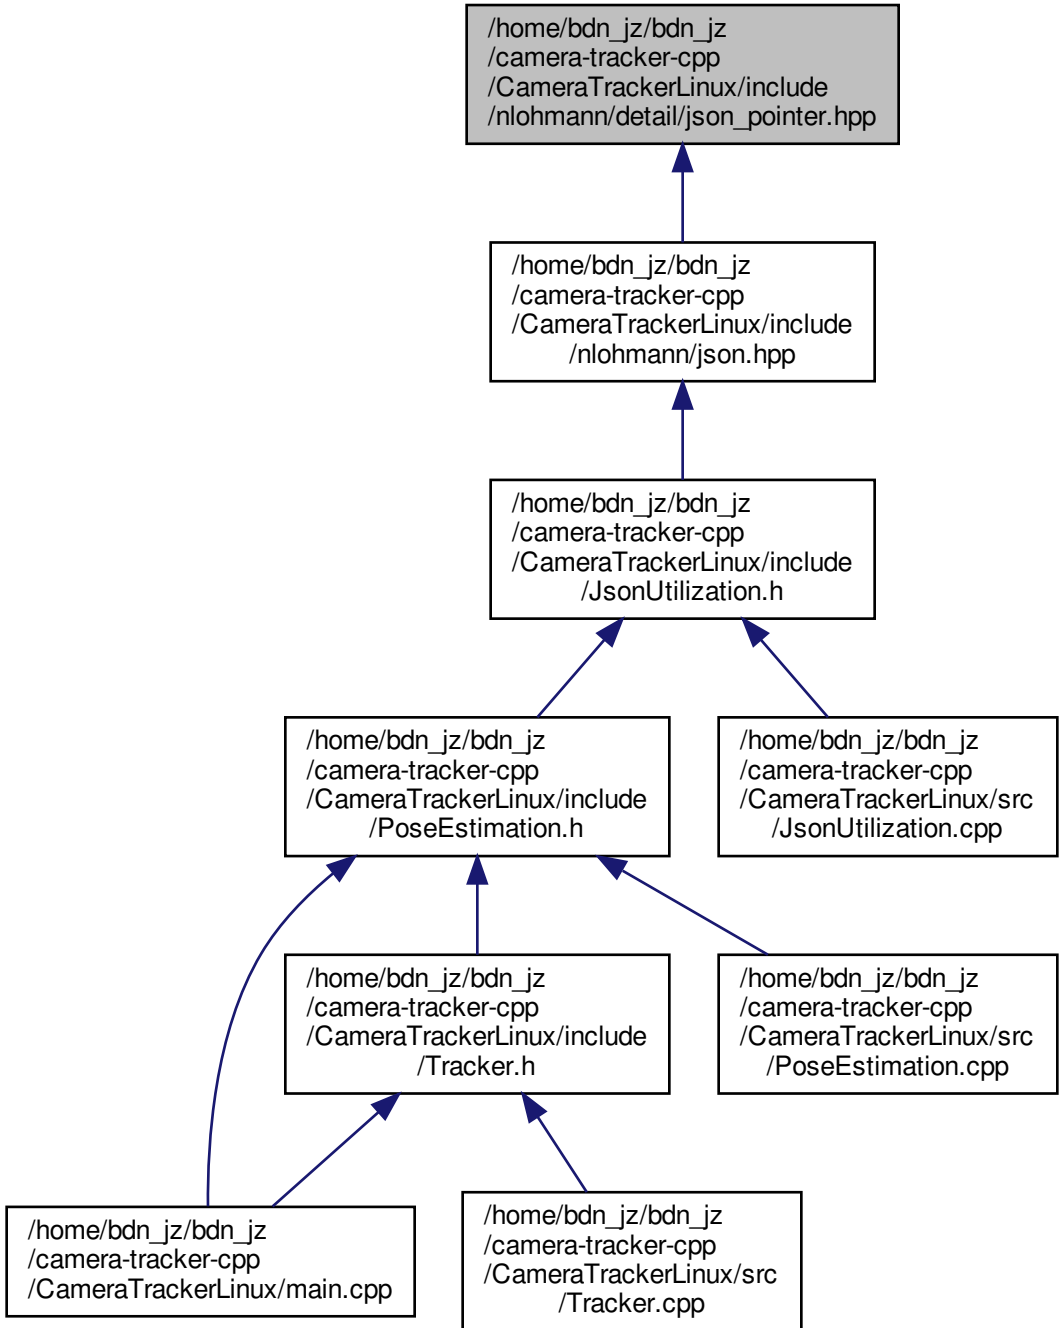 /home/bdn_jz/bdn_jz
/camera-tracker-cpp
/CameraTrackerLinux/include
/nlohmann/detail/json_pointer.hpp
/home/bdn_jz/bdn_jz
/camera-tracker-cpp
/CameraTrackerLinux/include
/nlohmann/json.hpp
/home/bdn_jz/bdn_jz
/camera-tracker-cpp
/CameraTrackerLinux/include
/JsonUtilization.h
/home/bdn_jz/bdn_jz
/camera-tracker-cpp
/CameraTrackerLinux/include
/PoseEstimation.h
/home/bdn_jz/bdn_jz
/camera-tracker-cpp
/CameraTrackerLinux/src
/JsonUtilization.cpp
/home/bdn_jz/bdn_jz
/camera-tracker-cpp
/CameraTrackerLinux/include
/Tracker.h
/home/bdn_jz/bdn_jz
/camera-tracker-cpp
/CameraTrackerLinux/src
/PoseEstimation.cpp
/home/bdn_jz/bdn_jz
/camera-tracker-cpp
/CameraTrackerLinux/main.cpp
/home/bdn_jz/bdn_jz
/camera-tracker-cpp
/CameraTrackerLinux/src
/Tracker.cpp